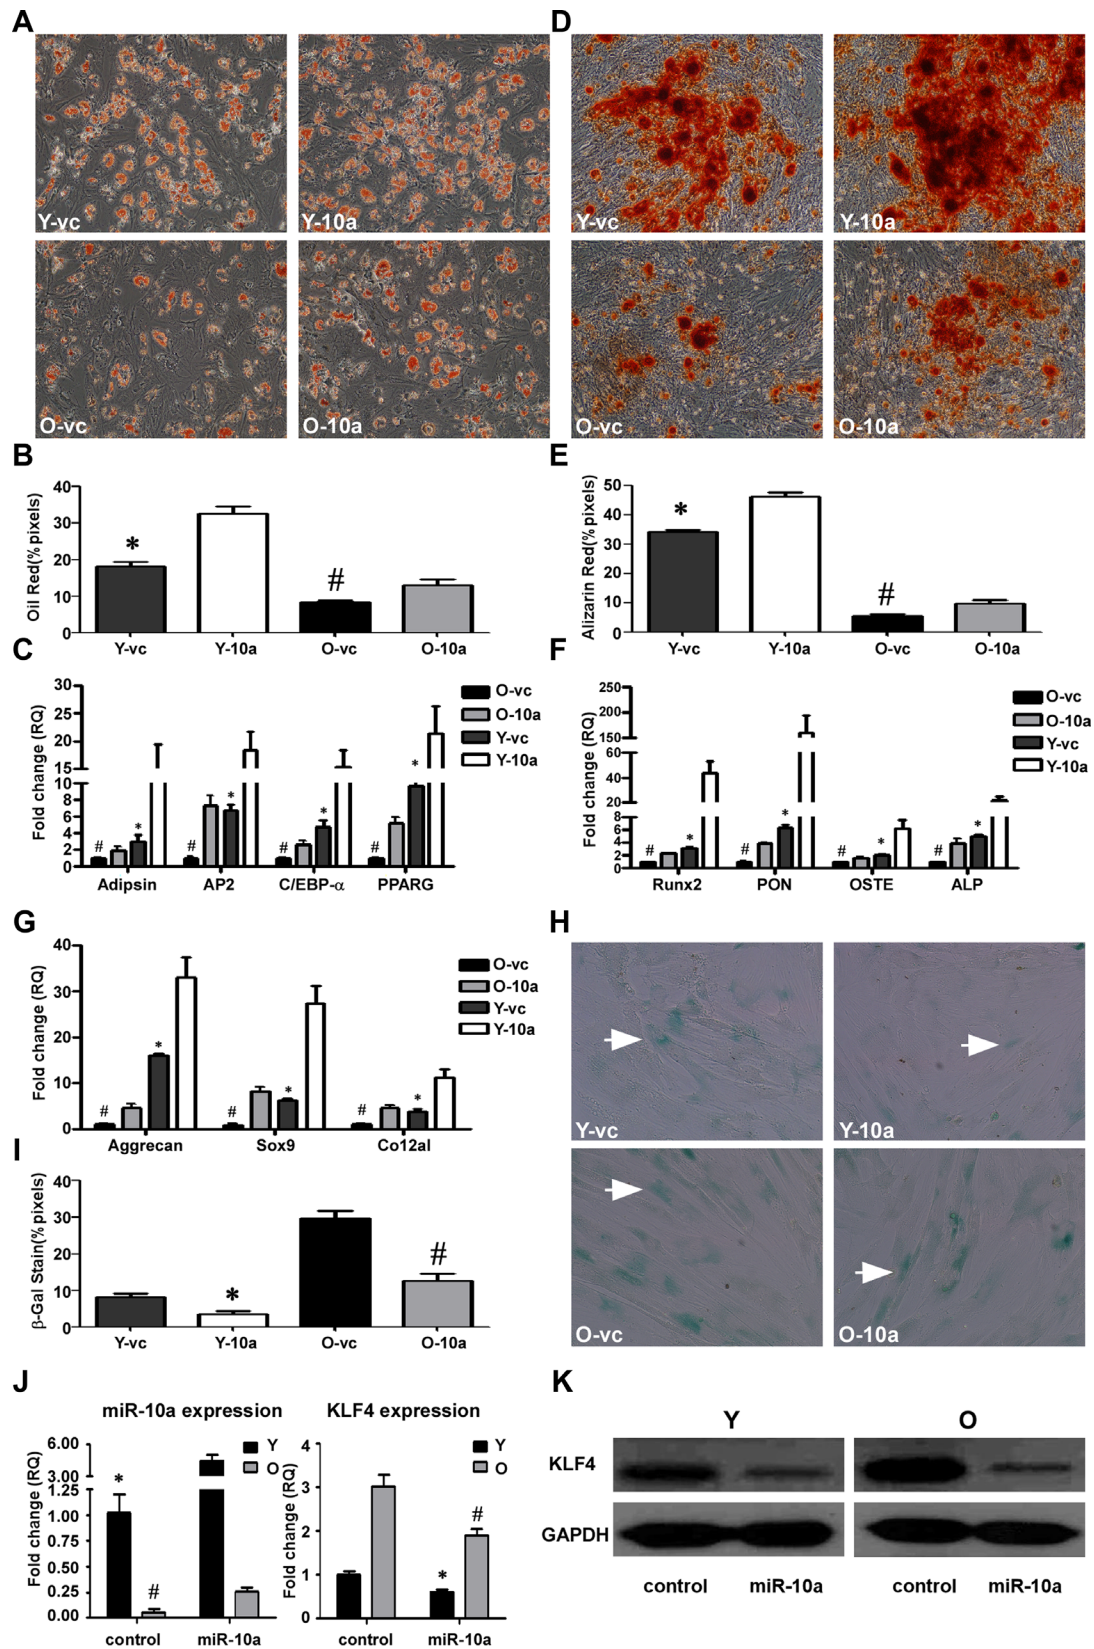 A
Y-vc
Y-10a
O-vc
O-10a
D
Y-vc
Y-10a
O-vc
O-10a
B
Oil Red(% pixels)
40
30
20
10
0
*
#
Y-vc
Y-10a
O-vc
O-10a
E
Alizarin Red(% pixels)
50
40
30
20
10
0
*
#
Y-vc
Y-10a
O-vc
O-10a
C
Fold change (RQ)
30
25
20
15
10
8
6
4
2
0
# *
# *
# *
# *
Adipsin
AP2
C/EBP-α
PPARG
O-vc
O-10a
Y-vc
Y-10a
F
Fold change (RQ)
250
200
150
60
40
20
8
6
4
2
0
# *
# *
# *
# *
Runx2
PON
OSTE
ALP
O-vc
O-10a
Y-vc
Y-10a
G
Fold change (RQ)
40
30
20
10
0
# *
# *
# *
Aggrecan
Sox9
Co12al
O-vc
O-10a
Y-vc
Y-10a
H
Y-vc
Y-10a
O-vc
O-10a
I
β-Gal Stain(% pixels)
40
30
20
10
0
*
#
Y-vc
Y-10a
O-vc
O-10a
J
miR-10a expression
Fold change (RQ)
6.00
3.00
1.25
1.00
0.75
0.50
0.25
0.00
*
#
Y
O
control
miR-10a
KLF4 expression
Fold change (RQ)
4
3
2
1
0
*
#
Y
O
control
miR-10a
K
Y
O
KLF4
GAPDH
control
miR-10a
control
miR-10a